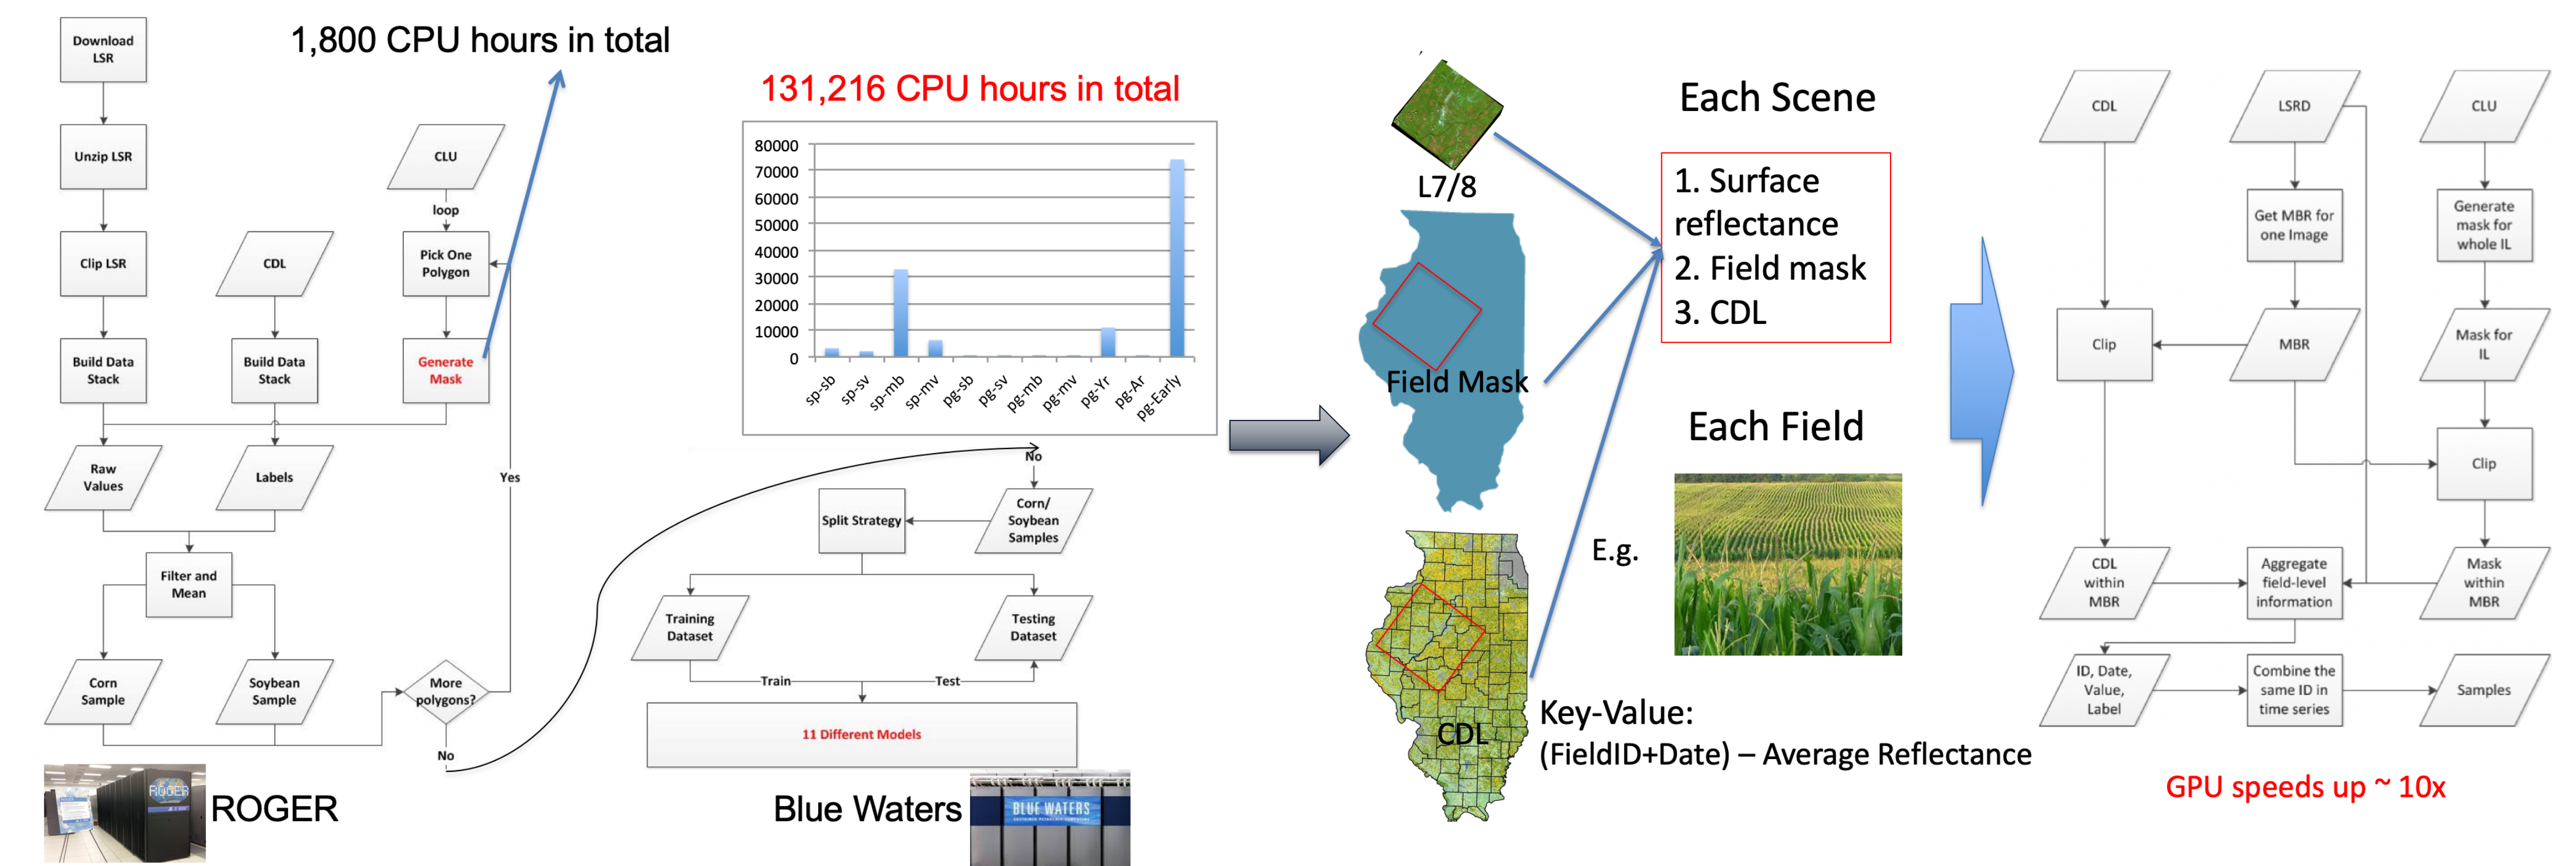 Download
LSR
Unzip LSR
Clip LSR
Build Data
Stack
CDL
Build Data
Stack
CLU
loop
Pick One
Polygon
Generate
Mask
1,800 CPU hours in total
Raw
Values
Labels
Yes
Filter and
Mean
Corn
Sample
Soybean
Sample
More
polygons?
No
ROGER
ROGER
131,216 CPU hours in total
80000
70000
60000
50000
40000
30000
20000
10000
0
sp-sb
sp-sv
sp-mb
sp-mv
pg-sb
pg-sv
pg-mb
pg-mv
pg-Yr
pg-Ar
pg-Early
No
Corn/
Soybean
Samples
Split Strategy
Training
Dataset
Testing
Dataset
Train
Test
11 Different Models
Blue Waters
BLUE WATERS
L7/8
Field Mask
CDL
Each Scene
1. Surface
reflectance
2. Field mask
3. CDL
Each Field
E.g.
Key-Value:
(FieldID+Date) – Average Reflectance
CDL
LSRD
CLU
Get MBR for
one Image
Generate
mask for
whole IL
Clip
MBR
Mask for
IL
Clip
CDL
within
MBR
Aggregate
field-level
information
Mask
within
MBR
ID, Date,
Value,
Label
Combine the
same ID in
time series
Samples
GPU speeds up ~ 10x